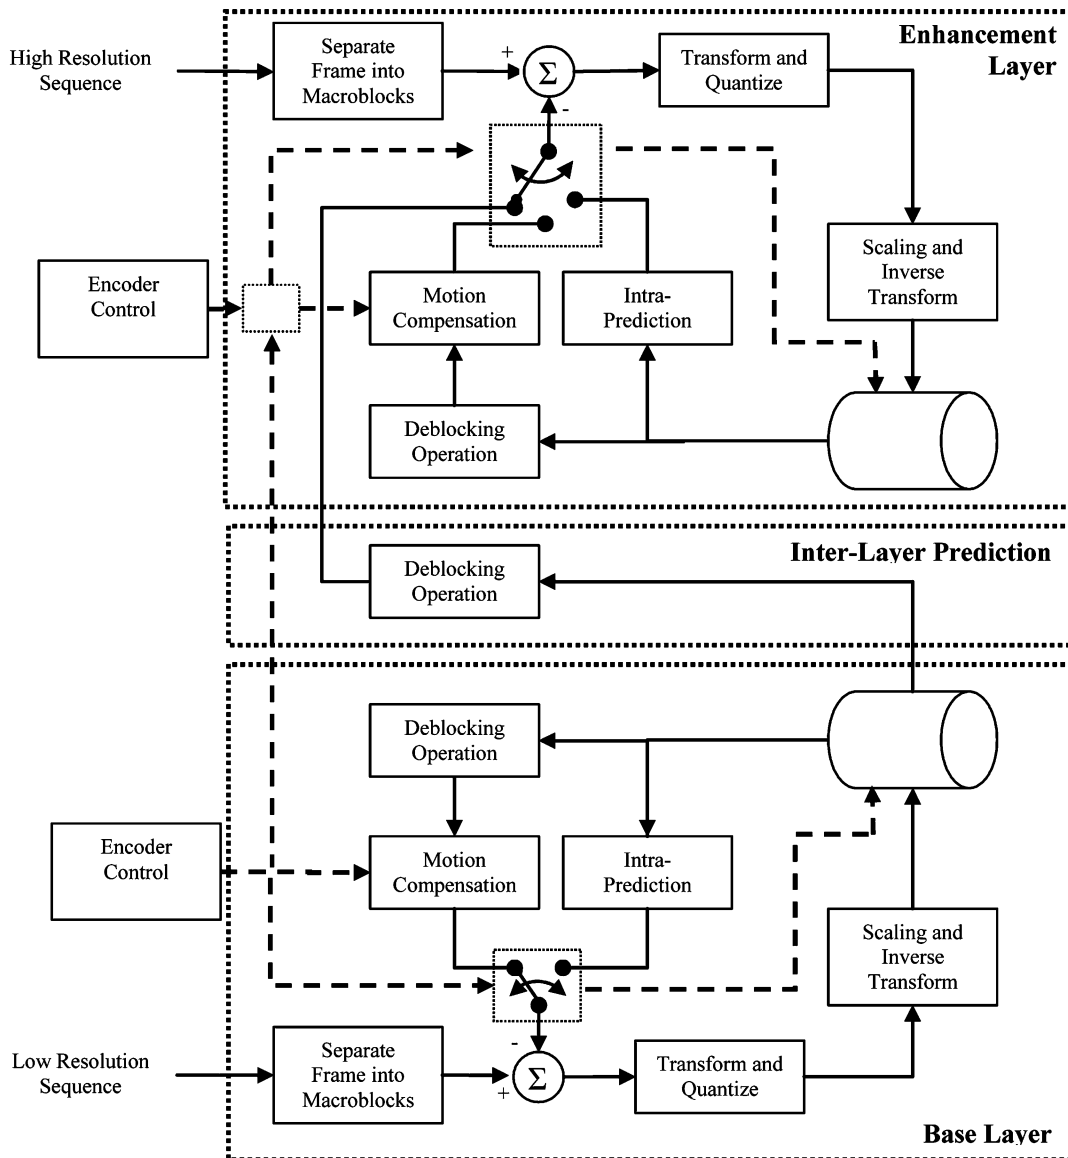 Enhancement
Layer
High Resolution
Sequence
Separate
Frame into
Macroblocks
+
Σ
-
Transform and
Quantize
Encoder
Control
Motion
Compensation
Intra-
Prediction
Scaling and
Inverse
Transform
Deblocking
Operation
Inter-Layer Prediction
Deblocking
Operation
Deblocking
Operation
Encoder
Control
Motion
Compensation
Intra-
Prediction
Scaling and
Inverse
Transform
Low Resolution
Sequence
Separate
Frame into
Macroblocks
-
+
Σ
Transform and
Quantize
Base Layer